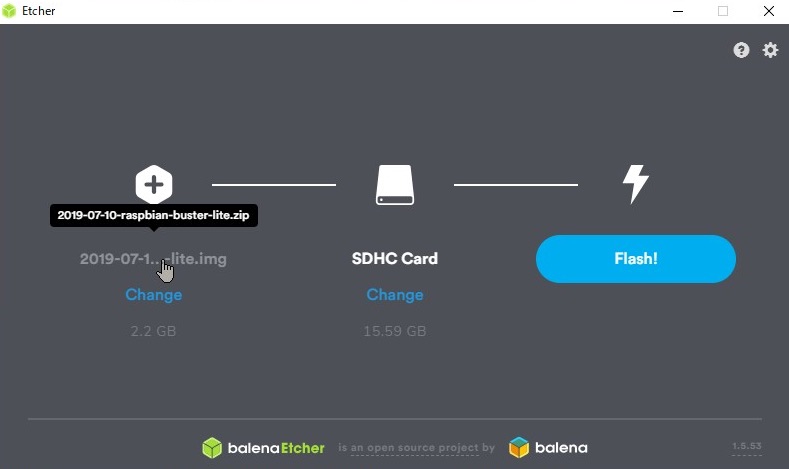 Etcher
2019-07-10-raspbian-buster-lite.zip
2019-07-1...-lite.img
SDHC Card
Flash!
Change
Change
2.2 GB
15.59 GB
balenaEtcher is an open source project by balena
1.5.53